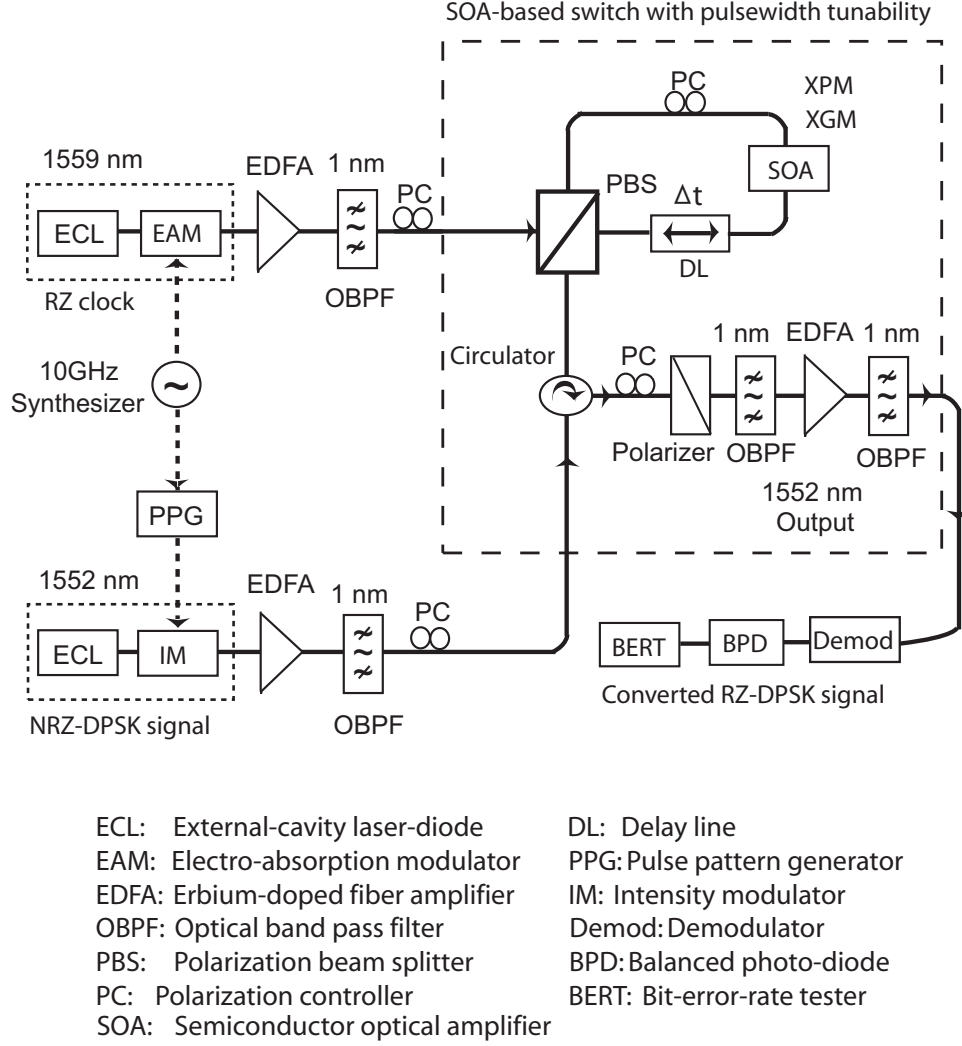 SOA-based switch with pulsewidth tunability
PC
XPM
XGM
1559 nm
EDFA
1 nm
PC
PBS
Δt
SOA
ECL
EAM
DL
RZ clock
OBPF
10GHz
Synthesizer
Circulator
PC
1 nm
EDFA
1 nm
Polarizer
OBPF
OBPF
1552 nm
Output
PPG
1552 nm
EDFA
1 nm
PC
ECL
IM
BERT
BPD
Demod
Converted RZ-DPSK signal
NRZ-DPSK signal
OBPF
ECL: External-cavity laser-diode
EAM: Electro-absorption modulator
EDFA: Erbium-doped fiber amplifier
OBPF: Optical band pass filter
PBS: Polarization beam splitter
PC: Polarization controller
SOA: Semiconductor optical amplifier
DL: Delay line
PPG: Pulse pattern generator
IM: Intensity modulator
Demod: Demodulator
BPD: Balanced photo-diode
BERT: Bit-error-rate tester